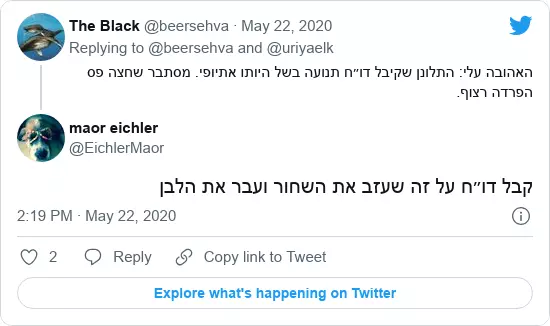 The Black @beersehva · May 22, 2020
Replying to @beersehva and @uriyaelk
האהובה עלי: התלונן שקיבל דו״ח תנועה בשל היותו אתיופי. מסתבר שחצה פס
הפרדה רצוף.
maor eichler
@EichlerMaor
קבל דו״ח על זה שעזב את השחור ועבר את הלבן
2:19 PM · May 22, 2020
2 Reply Copy link to Tweet
Explore what's happening on Twitter